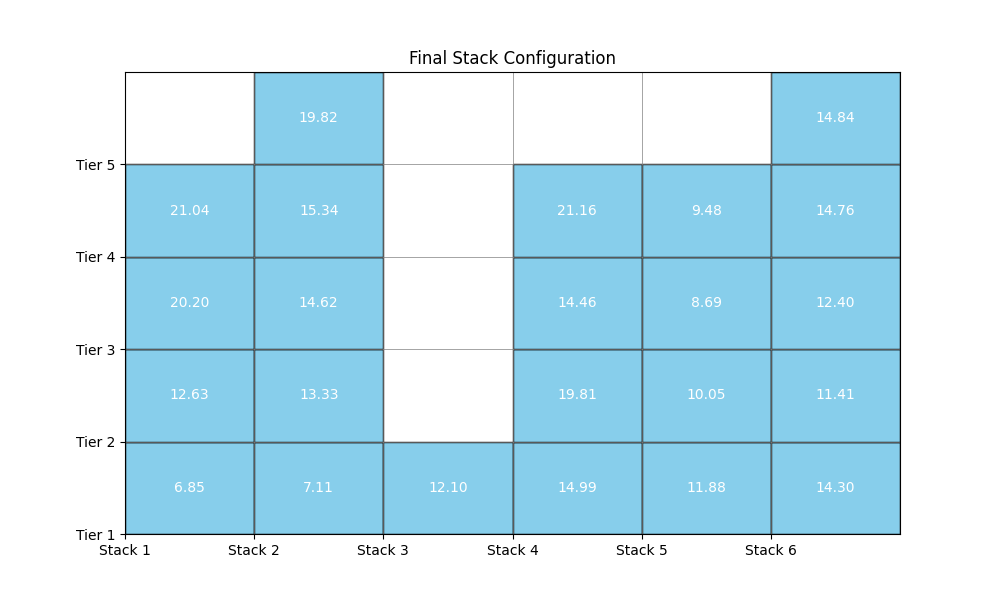 Final Stack Configuration
19.82 14.84
Tier 5
21.04 15.34 21.16 9.48 14.76
Tier 4
20.20 14.62 14.46 8.69 12.40
Tier 3
12.63 13.33 19.81 10.05 11.41
Tier 2
6.85 7.11 12.10 14.99 11.88 14.30
Tier 1
Stack 1 Stack 2 Stack 3 Stack 4 Stack 5 Stack 6